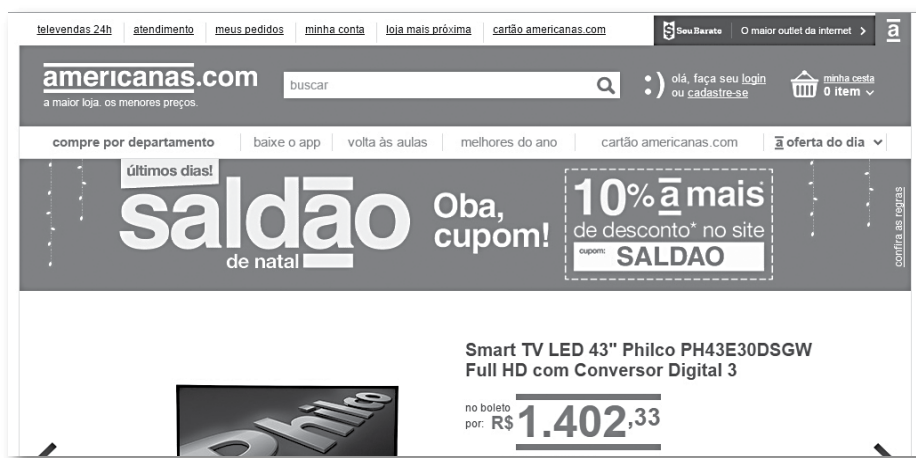 televendas 24h atendimento meus pedidos minha conta loja mais próxima cartão americanas.com SouBarato O maior outlet da internet > a
americanas.com
a maior loja. os menores preços.
buscar
:) olá, faça seu login
ou cadastre-se
minha cesta
0 item
compre por departamento baixe o app volta às aulas melhores do ano cartão americanas.com a oferta do dia
últimos dias!
saldão
de natal
Oba,
cupom!
10% a mais
de desconto* no site
cupom: SALDAO
confira as regras
Smart TV LED 43" Philco PH43E30DSGW
Full HD com Conversor Digital 3
no boleto
por: R$ 1.402,33
Philco